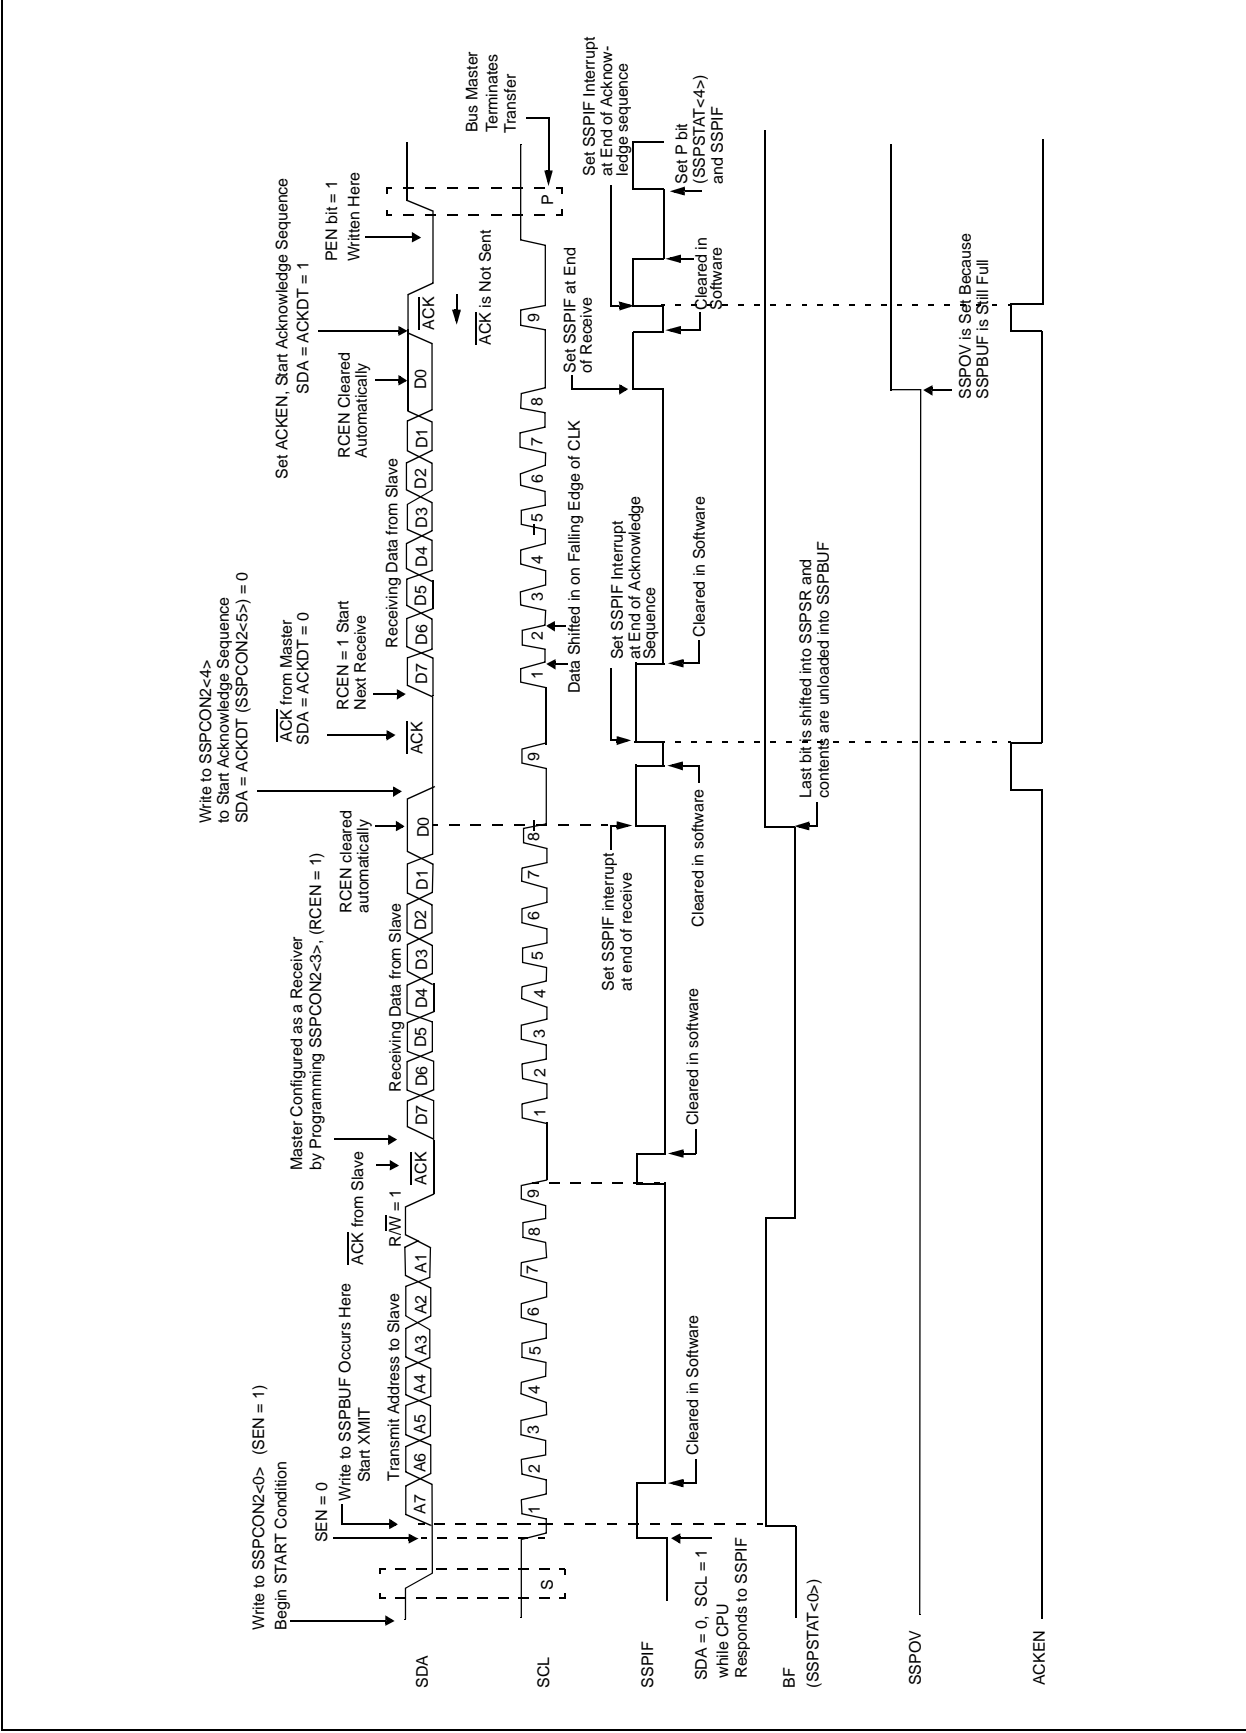 Write to SSPCON2<0> (SEN = 1)
Begin START Condition
SEN = 0
Write to SSPBUF Occurs Here
Start XMIT
Transmit Address to Slave
R/W = 1
ACK from Slave
Master Configured as a Receiver
by Programming SSPCON2<3>, (RCEN = 1)
Receiving Data from Slave
RCEN cleared
automatically
Write to SSPCON2<4>
to Start Acknowledge Sequence
SDA = ACKDT (SSPCON2<5>) = 0
ACK from Master
SDA = ACKDT = 0
RCEN = 1 Start
Next Receive
Receiving Data from Slave
RCEN Cleared
Automatically
Set ACKEN, Start Acknowledge Sequence
SDA = ACKDT = 1
PEN bit = 1
Written Here
SDA
A7 A6 A5 A4 A3 A2 A1 ACK D7 D6 D5 D4 D3 D2 D1 D0 ACK D7 D6 D5 D4 D3 D2 D1 D0 ACK
ACK is Not Sent
Bus Master
Terminates
Transfer
SCL
S 1 2 3 4 5 6 7 8 9 1 2 3 4 5 6 7 8 9 1 2 3 4 5 6 7 8 9 P
Data Shifted in on Falling Edge of CLK
Set SSPIF interrupt
at end of receive
Set SSPIF Interrupt
at End of Acknowledge
Sequence
Set SSPIF at End
of Receive
Set SSPIF Interrupt
at End of Acknow-
ledge sequence
SSPIF
SDA = 0, SCL = 1
while CPU
Responds to SSPIF
Cleared in Software
Cleared in software
Cleared in software
Cleared in Software
Cleared in
Software
Set P bit
(SSPSTAT<4>)
and SSPIF
BF
(SSPSTAT<0>)
Last bit is shifted into SSPSR and
contents are unloaded into SSPBUF
SSPOV
SSPOV is Set Because
SSPBUF is Still Full
ACKEN